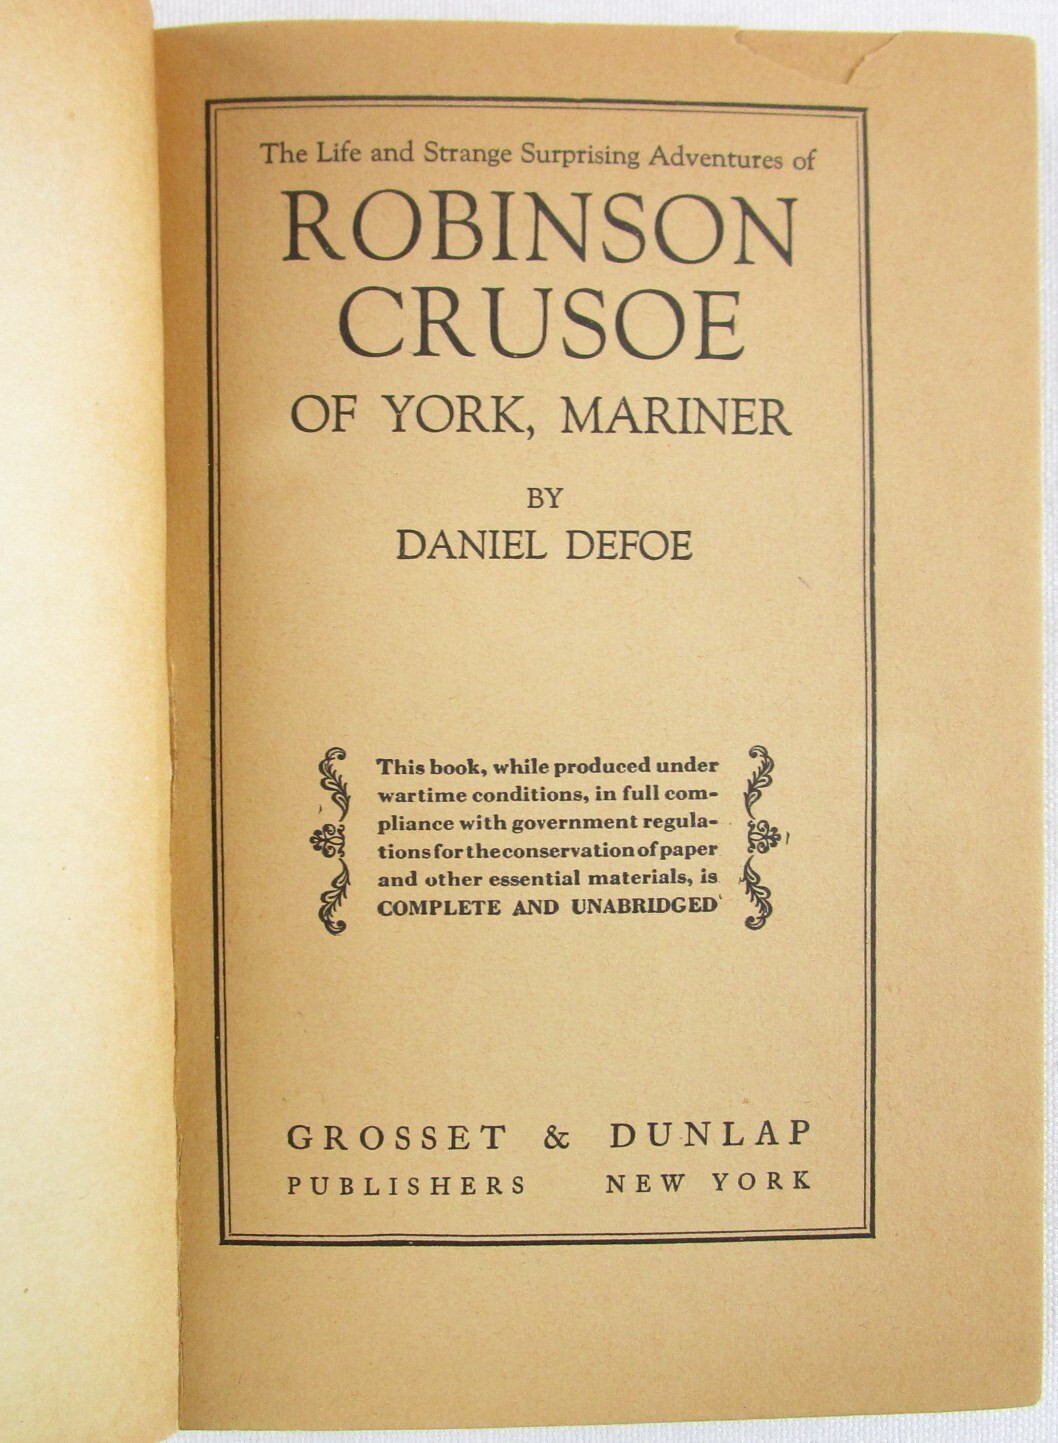 The Life and Strange Surprising Adventures of
ROBINSON
CRUSOE
OF YORK, MARINER
BY
DANIEL DEFOE
This book, while produced under
wartime conditions, in full com-
pliance with government regula-
tions for the conservation of paper
and other essential materials, is
COMPLETE AND UNABRIDGED
GROSSET & DUNLAP
PUBLISHERS NEW YORK